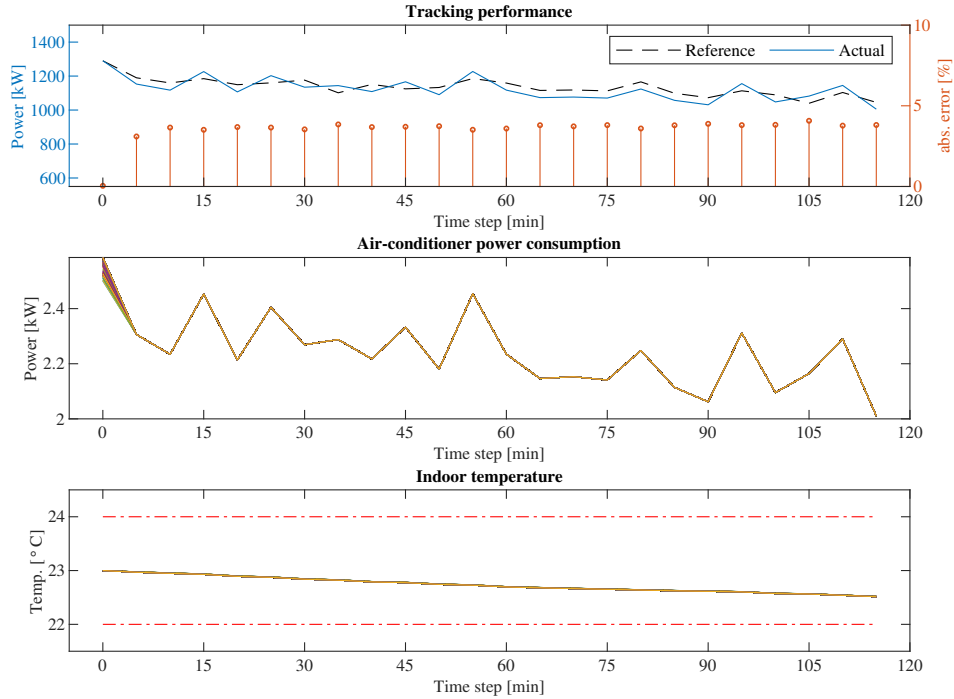 Tracking performance
Power [kW]
1400
1200
1000
800
600
Reference
Actual
10
5
0
abs. error [%]
0 15 30 45 60 75 90 105 120
Time step [min]
Air-conditioner power consumption
Power [kW]
2.4
2.2
2
0 15 30 45 60 75 90 105 120
Time step [min]
Indoor temperature
Temp. [°C]
24
23
22
0 15 30 45 60 75 90 105 120
Time step [min]